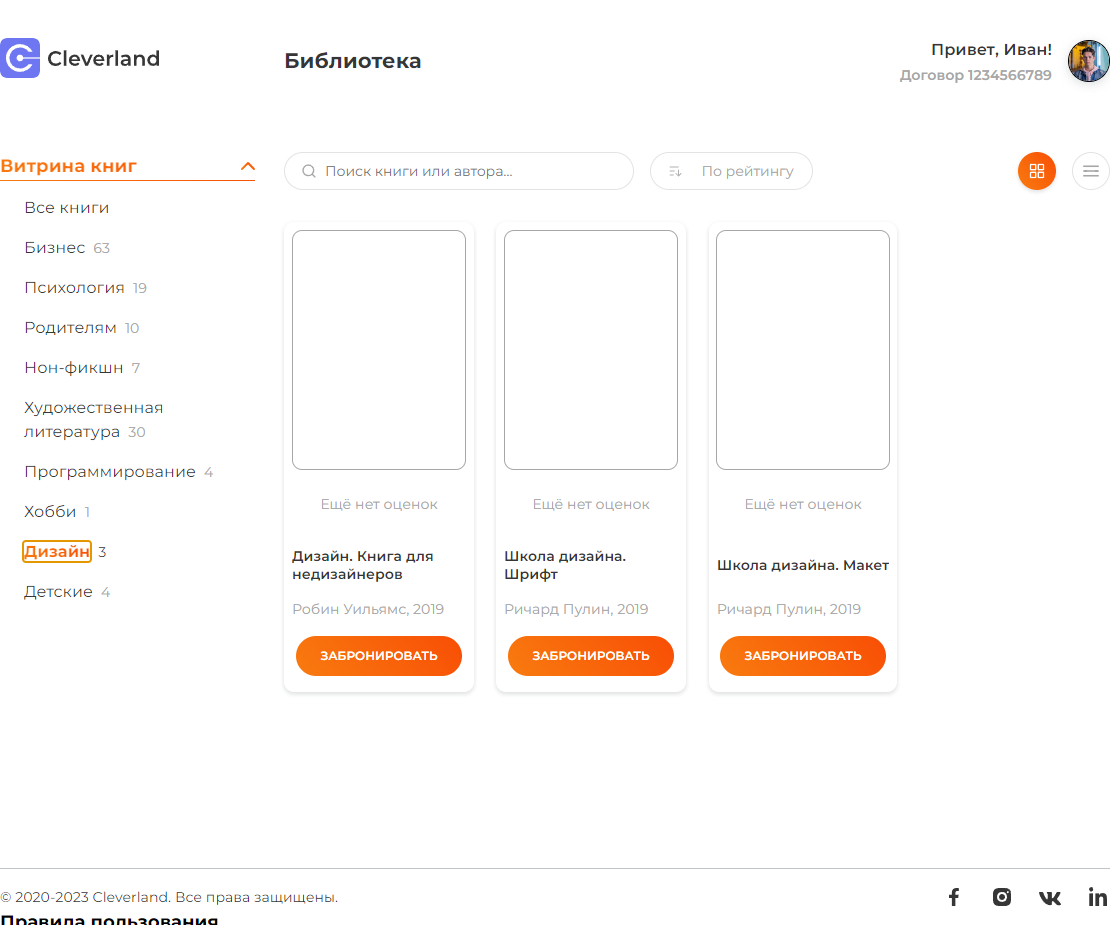 Cleverland
Библиотека
Привет, Иван!
Договор 1234566789
Витрина книг
Все книги
Бизнес 63
Психология 19
Родителям 10
Нон-фикшн 7
Художественная
литература 30
Программирование 4
Хобби 1
Дизайн 3
Детские 4
Поиск книги или автора...
По рейтингу
Ещё нет оценок
Дизайн. Книга для
недизайнеров
Робин Уильямс, 2019
ЗАБРОНИРОВАТЬ
Ещё нет оценок
Школа дизайна.
Шрифт
Ричард Пулин, 2019
ЗАБРОНИРОВАТЬ
Ещё нет оценок
Школа дизайна. Макет
Ричард Пулин, 2019
ЗАБРОНИРОВАТЬ
© 2020-2023 Cleverland. Все права защищены.
Правила пользования